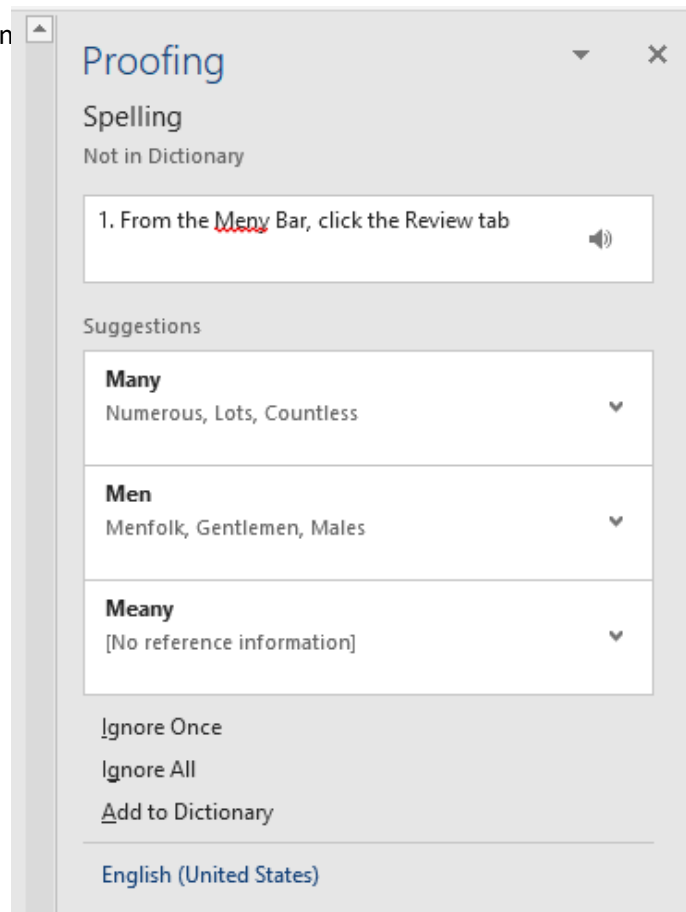 Proofing
Spelling
Not in Dictionary
1. From the Meny Bar, click the Review tab
Suggestions
Many
Numerous, Lots, Countless
Men
Menfolk, Gentlemen, Males
Meany
[No reference information]
Ignore Once
Ignore All
Add to Dictionary
English (United States)